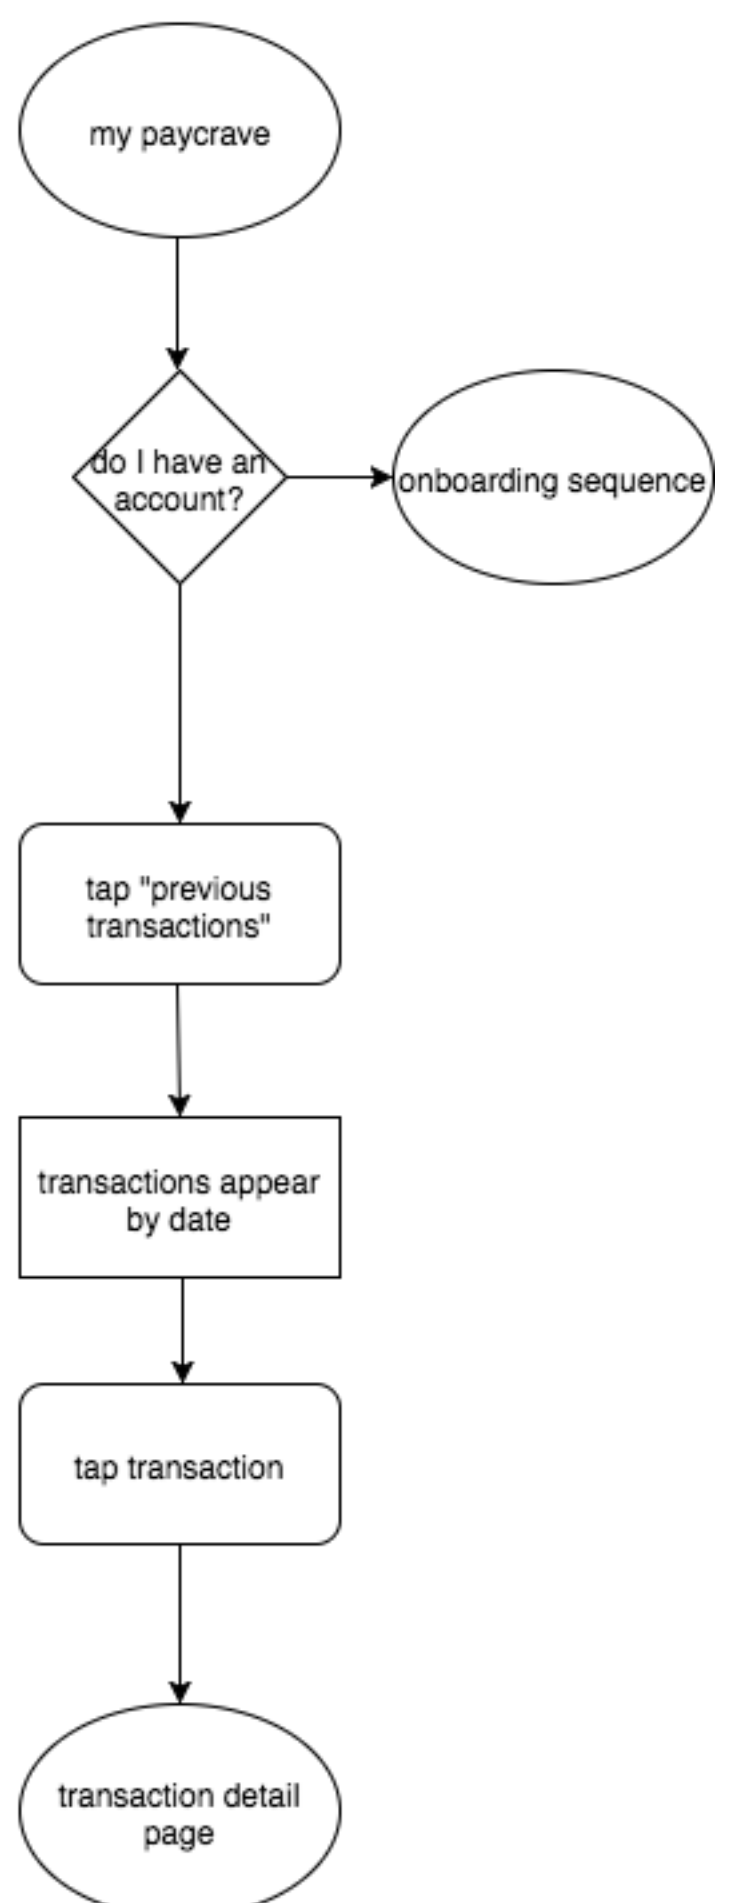 my paycrave
do I have an
account?
onboarding sequence
tap "previous
transactions"
transactions appear
by date
tap transaction
transaction detail
page